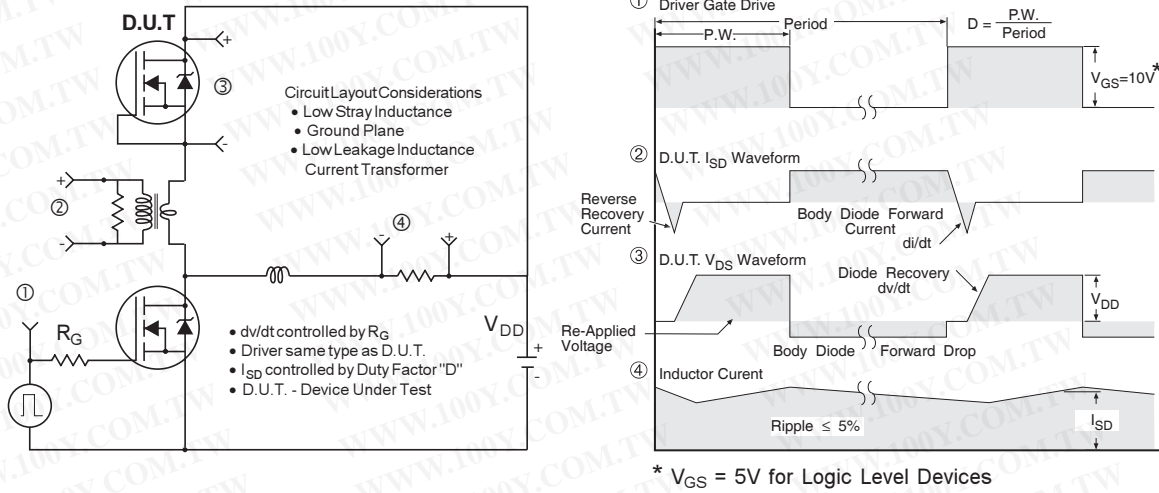 D.U.T
+
③
-
Circuit Layout Considerations
• Low Stray Inductance
• Ground Plane
• Low Leakage Inductance
Current Transformer
+
②
-
④
-
+
①
R_G
• dv/dt controlled by R_G
• Driver same type as D.U.T.
• I_SD controlled by Duty Factor "D"
• D.U.T. - Device Under Test
V_DD
+
-
① Driver Gate Drive
P.W.
Period
D = P.W.
Period
V_GS=10V*
② D.U.T. I_SD Waveform
Reverse
Recovery
Current
Body Diode Forward
Current
di/dt
③ D.U.T. V_DS Waveform
Diode Recovery
dv/dt
V_DD
Re-Applied
Voltage
Body Diode Forward Drop
④ Inductor Curent
Ripple ≤ 5%
I_SD
* V_GS = 5V for Logic Level Devices
WWW.100Y.COM.TW